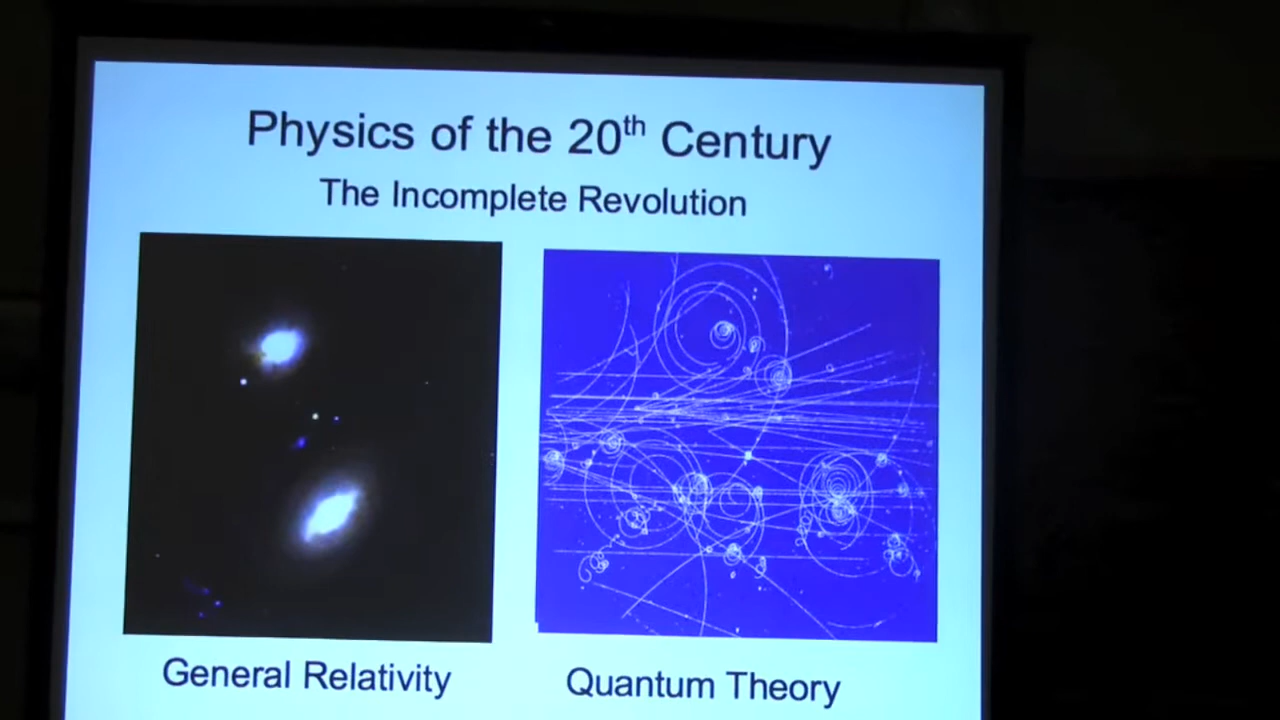 Physics of the 20th Century
The Incomplete Revolution
General Relativity
Quantum Theory